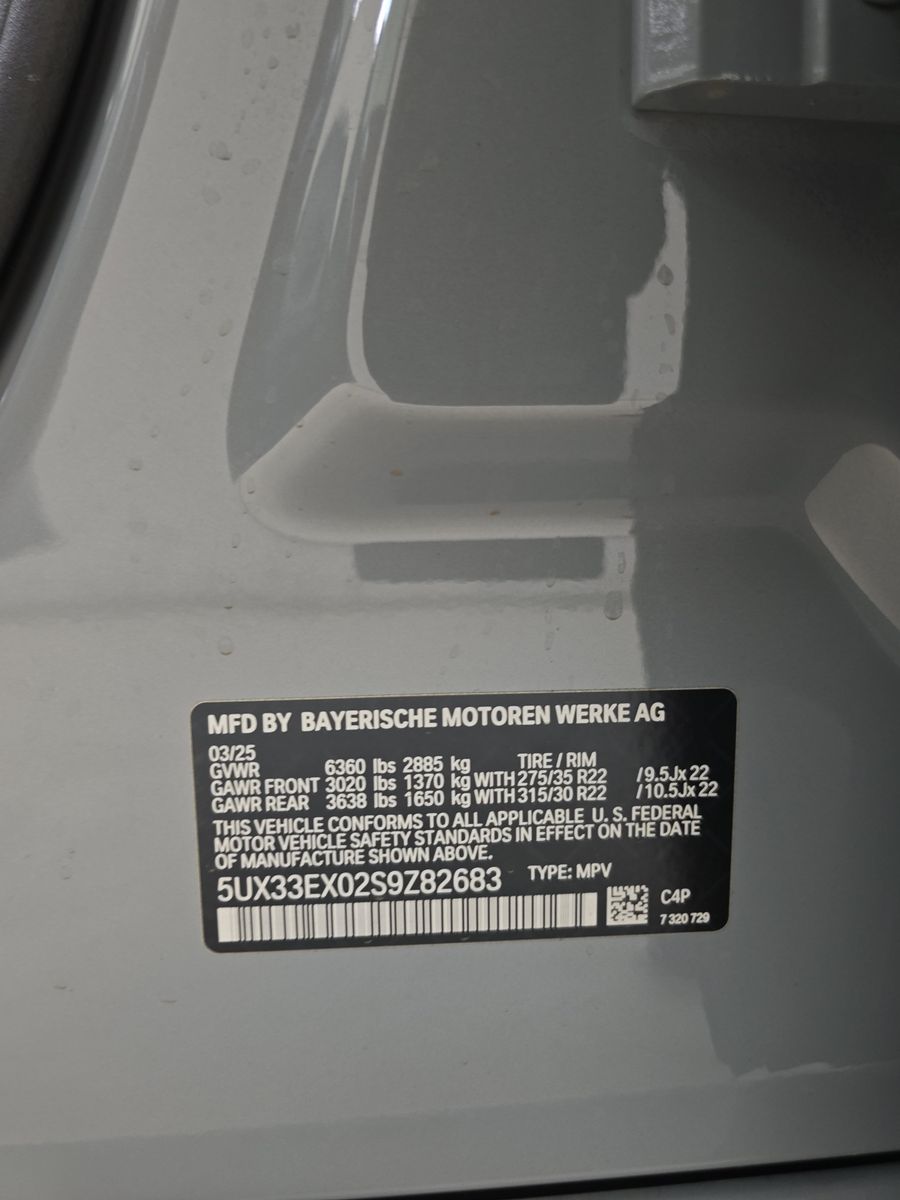 MFD BY BAYERISCHE MOTOREN WERKE AG
03/25
GVWR 6360 lbs 2885 kg TIRE / RIM
GAWR FRONT 3020 lbs 1370 kg WITH 275/35 R22 /9.5Jx 22
GAWR REAR 3638 lbs 1650 kg WITH 315/30 R22 /10.5Jx 22
THIS VEHICLE CONFORMS TO ALL APPLICABLE U. S. FEDERAL
MOTOR VEHICLE SAFETY STANDARDS IN EFFECT ON THE DATE
OF MANUFACTURE SHOWN ABOVE.
5UX33EX02S9Z82683 TYPE: MPV
C4P
7 320 729